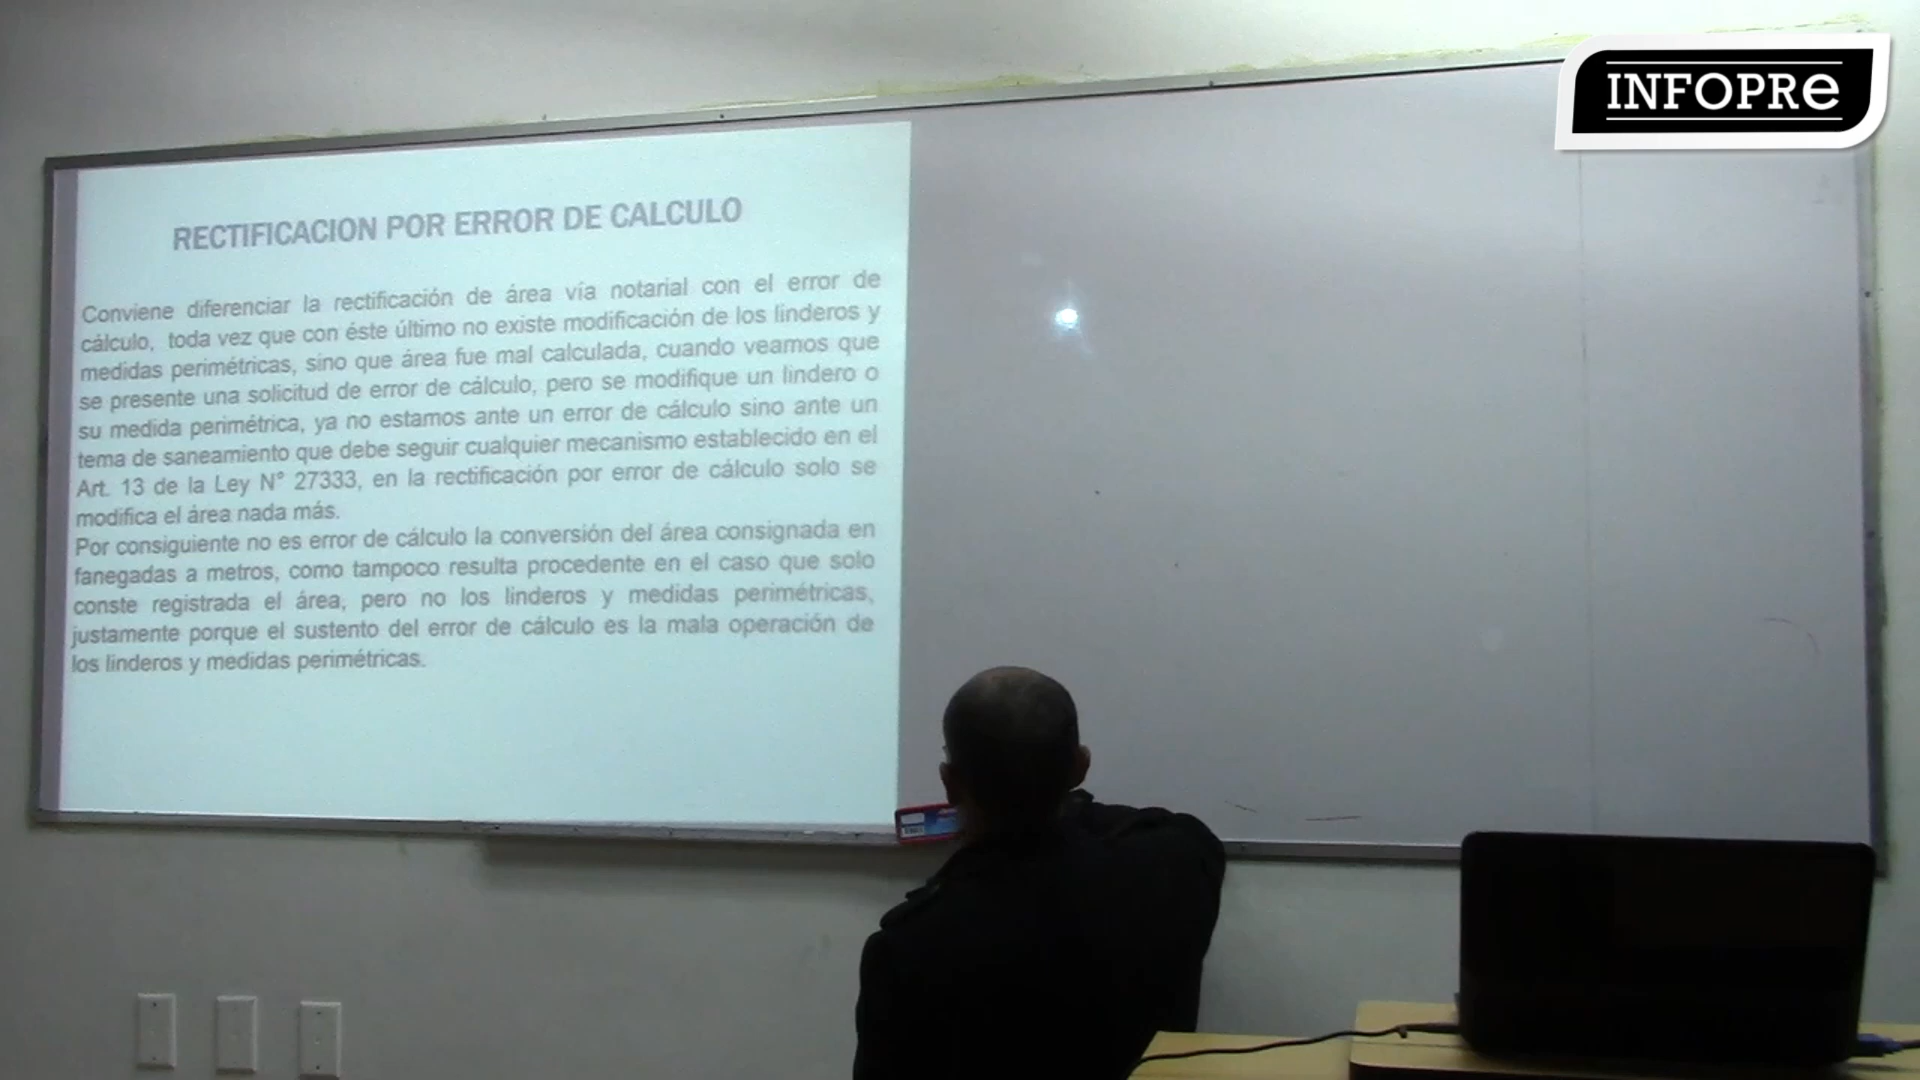 INFOPRe
RECTIFICACION POR ERROR DE CALCULO
Conviene diferenciar la rectificación de área vía notarial con el error de
cálculo, toda vez que con éste último no existe modificación de los linderos y
medidas perimétricas, sino que área fue mal calculada, cuando veamos que
se presente una solicitud de error de cálculo, pero se modifique un lindero o
su medida perimétrica, ya no estamos ante un error de cálculo sino ante un
tema de saneamiento que debe seguir cualquier mecanismo establecido en el
Art. 13 de la Ley N° 27333, en la rectificación por error de cálculo solo se
modifica el área nada más.
Por consiguiente no es error de cálculo la conversión del área consignada en
fanegadas a metros, como tampoco resulta procedente en el caso que solo
conste registrada el área, pero no los linderos y medidas perimétricas,
justamente porque el sustento del error de cálculo es la mala operación de
los linderos y medidas perimétricas.